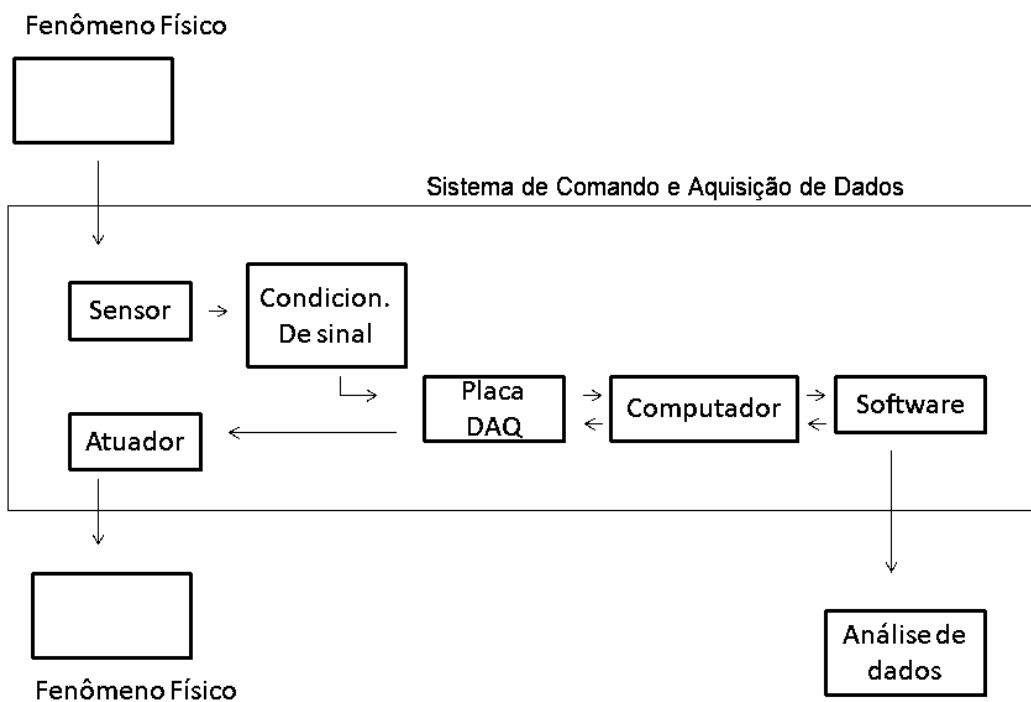 Fenômeno Físico
Sistema de Comando e Aquisição de Dados
Sensor
Condicion.
De sinal
Placa
DAQ
Computador
Software
Atuador
Fenômeno Físico
Análise de
dados